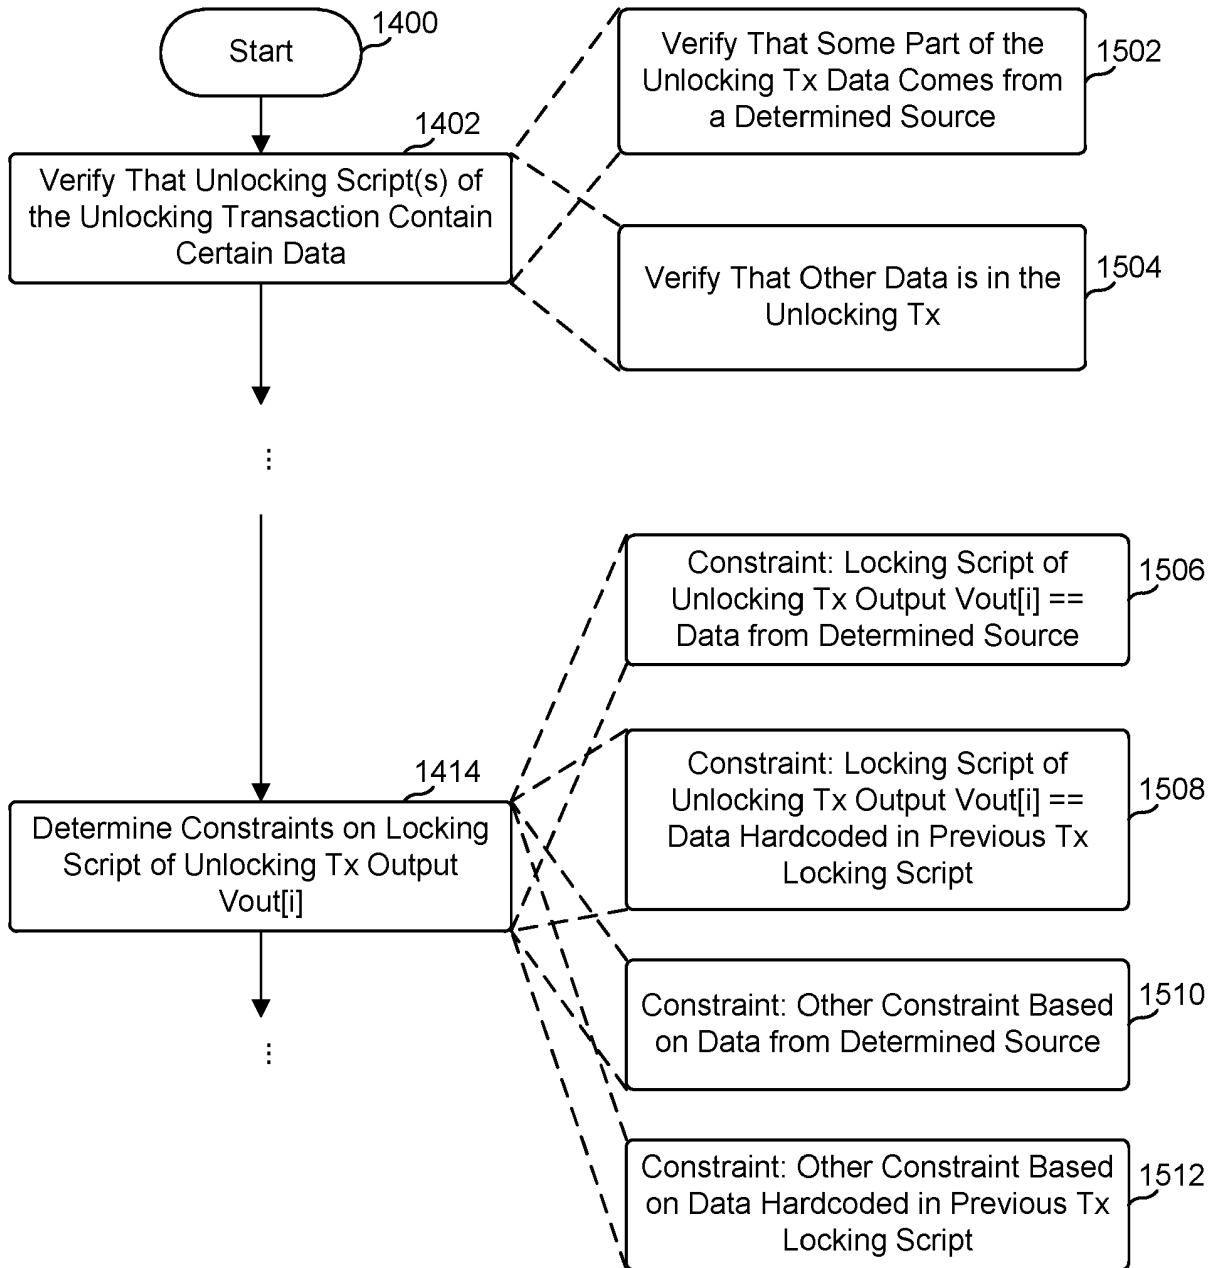 Start
1400
1402
Verify That Unlocking Script(s) of
the Unlocking Transaction Contain
Certain Data
Verify That Some Part of the
Unlocking Tx Data Comes from
a Determined Source
1502
Verify That Other Data is in the
Unlocking Tx
1504
...
1414
Determine Constraints on Locking
Script of Unlocking Tx Output
Vout[i]
...
Constraint: Locking Script of
Unlocking Tx Output Vout[i] ==
Data from Determined Source
1506
Constraint: Locking Script of
Unlocking Tx Output Vout[i] ==
Data Hardcoded in Previous Tx
Locking Script
1508
Constraint: Other Constraint Based
on Data from Determined Source
1510
Constraint: Other Constraint Based
on Data Hardcoded in Previous Tx
Locking Script
1512